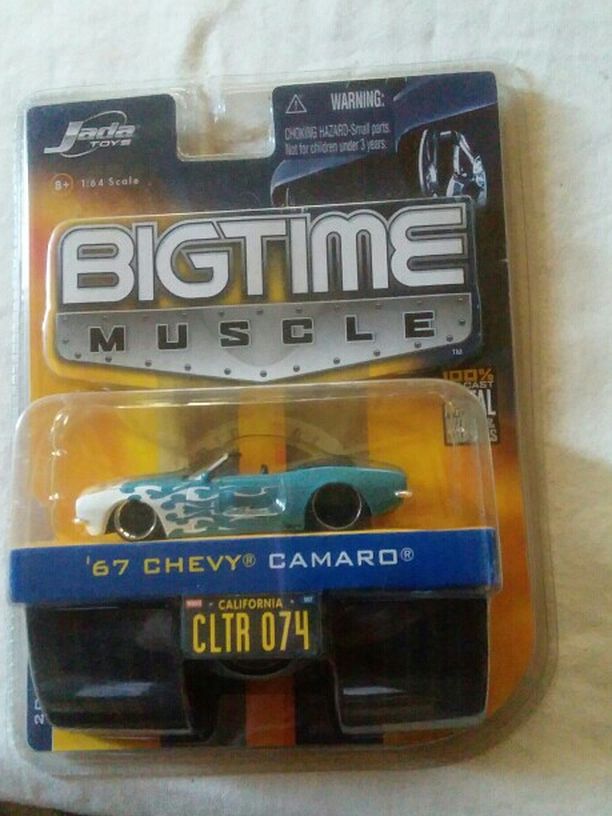 Jada
TOYS
8+ 1:64 Scale
⚠ WARNING:
CHOKING HAZARD-Small parts.
Not for children under 3 years.
BIGTIME
MUSCLE
TM
100%
'67 CHEVY® CAMARO®
CALIFORNIA
CLTR 074